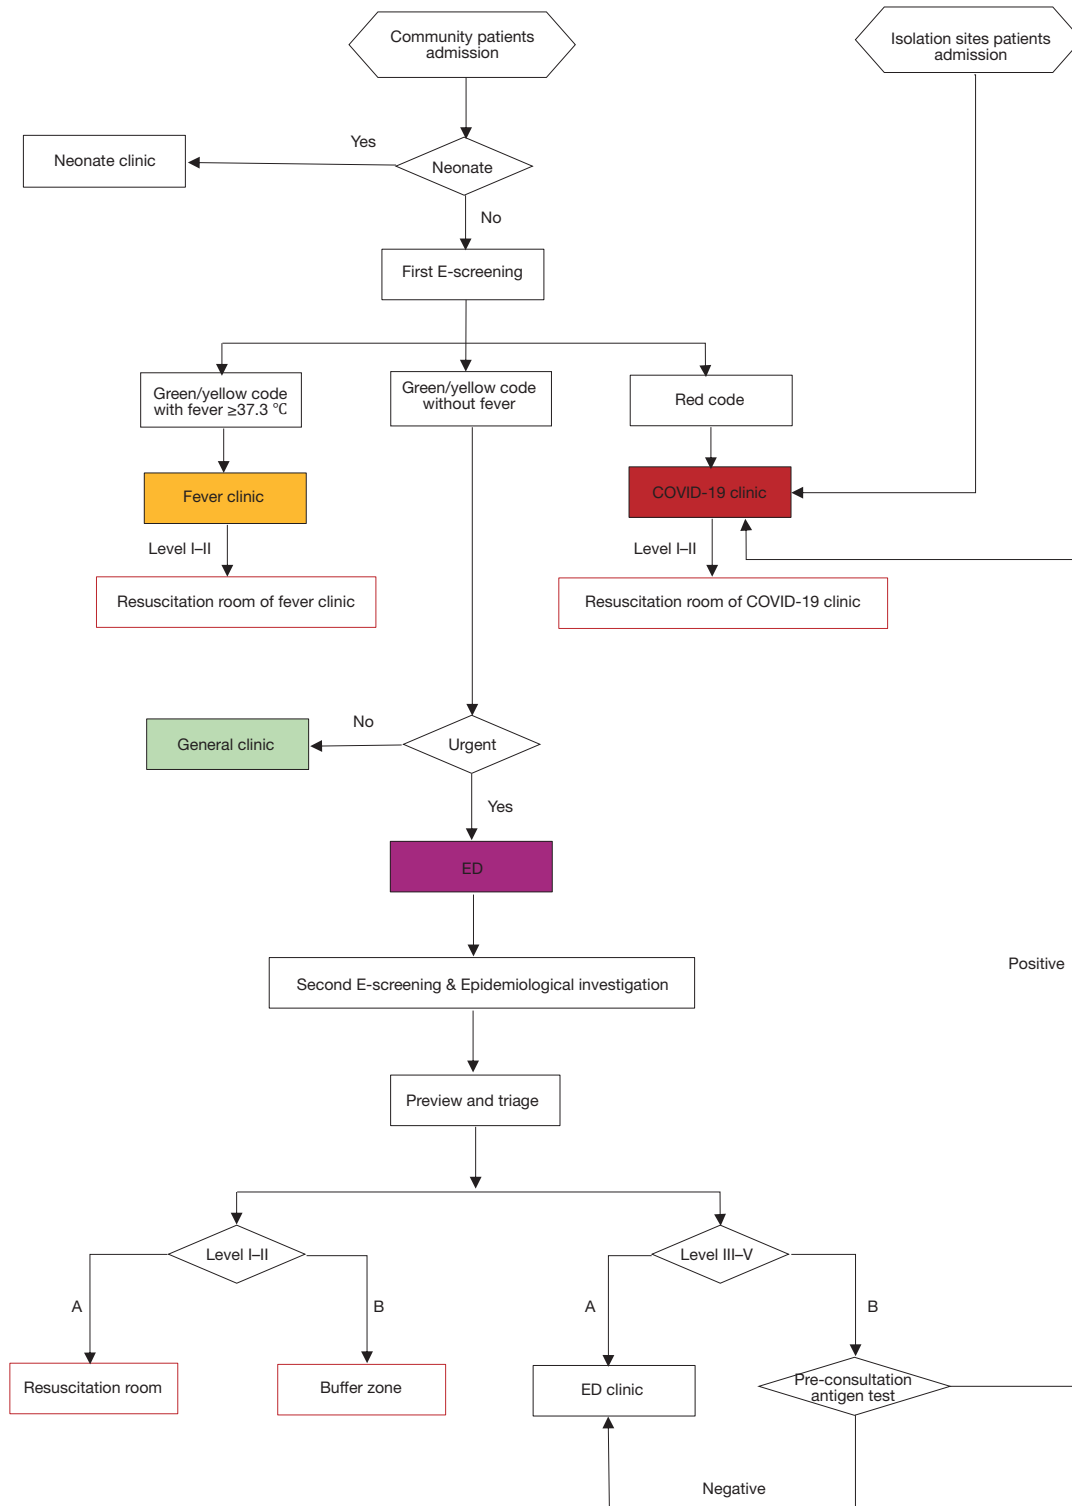 Community patients
admission
Isolation sites patients
admission
Yes
Neonate clinic
Neonate
No
First E-screening
Green/yellow code
with fever ≥37.3 ℃
Green/yellow code
without fever
Red code
Fever clinic
COVID-19 clinic
Level I–II
Level I–II
Resuscitation room of fever clinic
Resuscitation room of COVID-19 clinic
No
General clinic
Urgent
Yes
ED
Positive
Second E-screening & Epidemiological investigation
Preview and triage
Level I–II
Level III–V
A
B
A
B
Resuscitation room
Buffer zone
ED clinic
Pre-consultation
antigen test
Negative